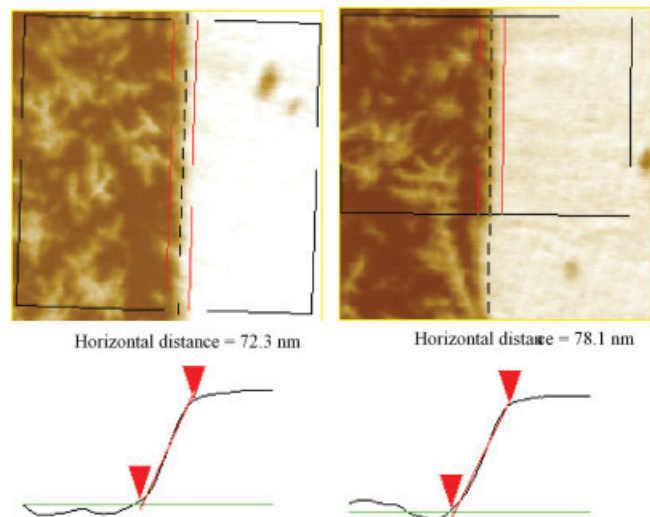 Horizontal distance = 72.3 nm
Horizontal distance = 78.1 nm